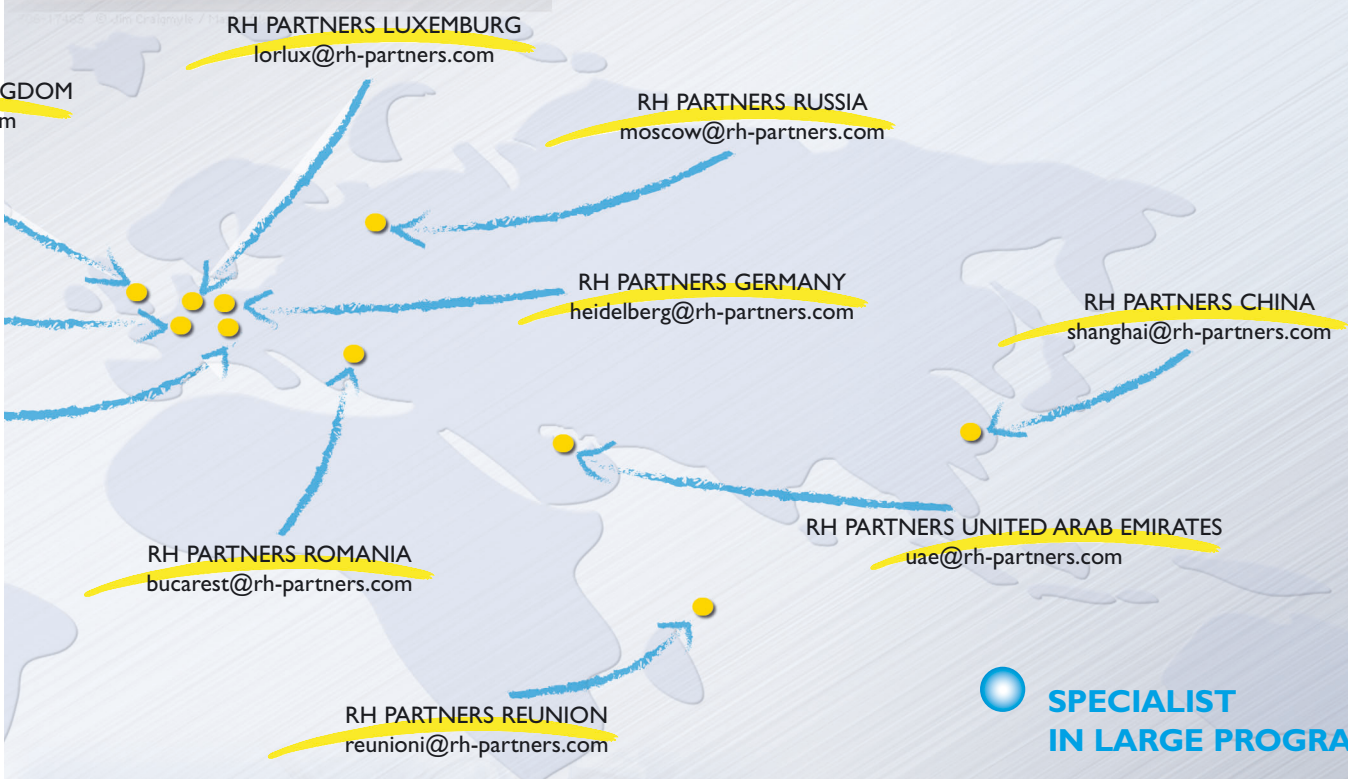 RH PARTNERS LUXEMBURG
lorlux@rh-partners.com
GDOM
m
RH PARTNERS RUSSIA
moscow@rh-partners.com
RH PARTNERS GERMANY
heidelberg@rh-partners.com
RH PARTNERS CHINA
shanghai@rh-partners.com
RH PARTNERS UNITED ARAB EMIRATES
uae@rh-partners.com
RH PARTNERS ROMANIA
bucarest@rh-partners.com
RH PARTNERS REUNION
reunioni@rh-partners.com
SPECIALIST
IN LARGE PROGRA